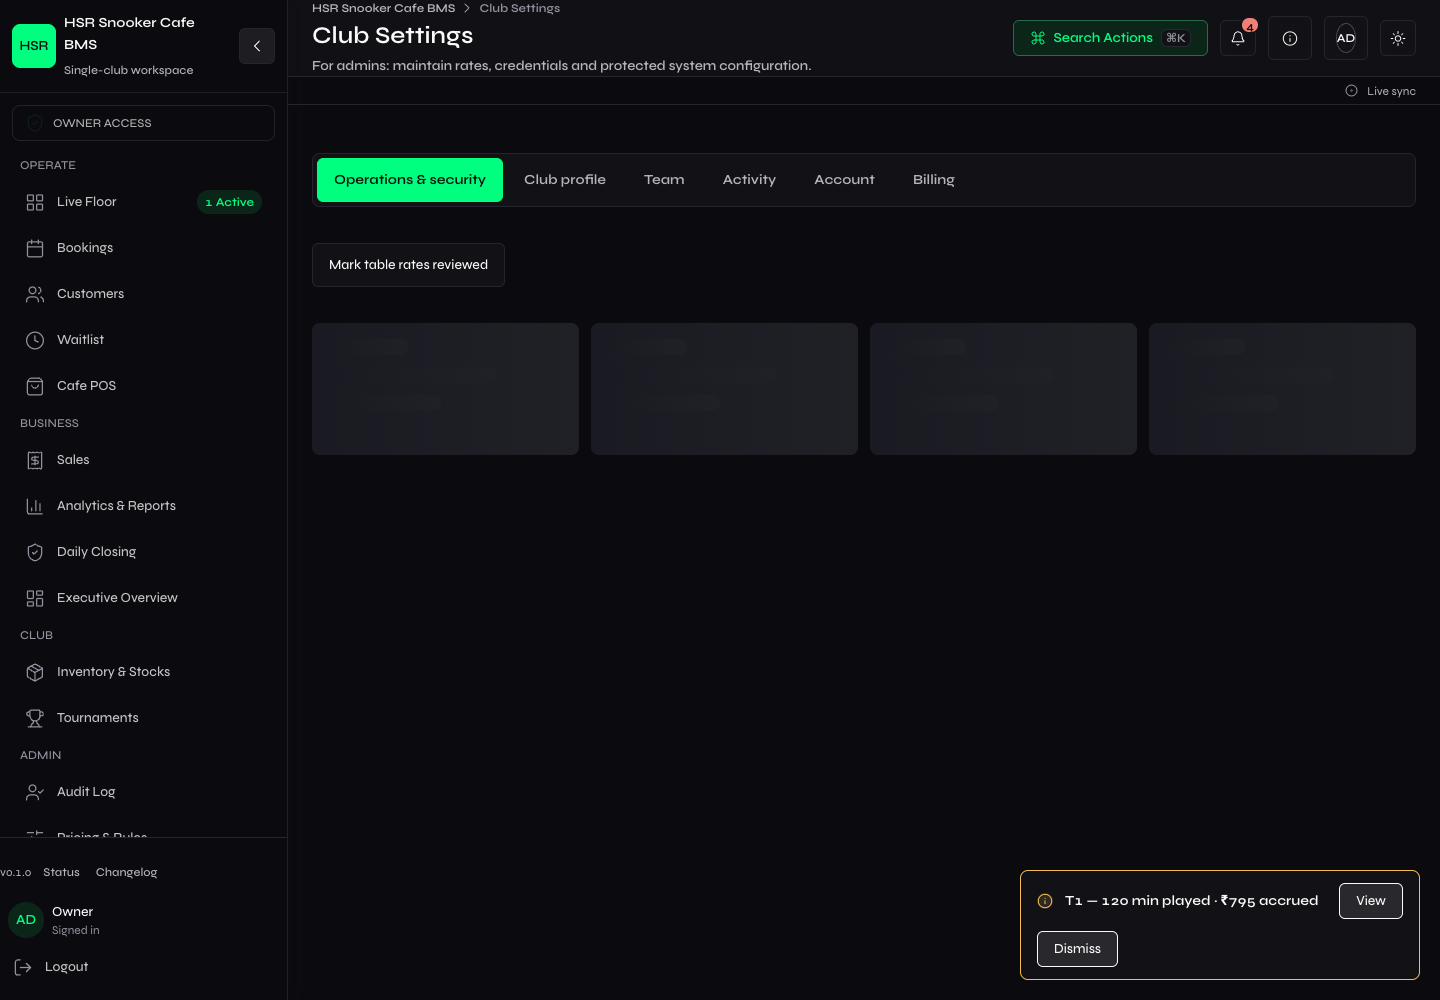 HSR
HSR Snooker Cafe
BMS
Single-club workspace
OWNER ACCESS
OPERATE
Live Floor
1 Active
Bookings
Customers
Waitlist
Cafe POS
BUSINESS
Sales
Analytics & Reports
Daily Closing
Executive Overview
CLUB
Inventory & Stocks
Tournaments
ADMIN
Audit Log
Pricing & Rules
v0.1.0 Status Changelog
AD
Owner
Signed in
Logout
HSR Snooker Cafe BMS > Club Settings
Club Settings
For admins: maintain rates, credentials and protected system configuration.
Search Actions ⌘K
4
AD
Live sync
Operations & security Club profile Team Activity Account Billing
Mark table rates reviewed
T1 — 120 min played · ₹795 accrued
View
Dismiss